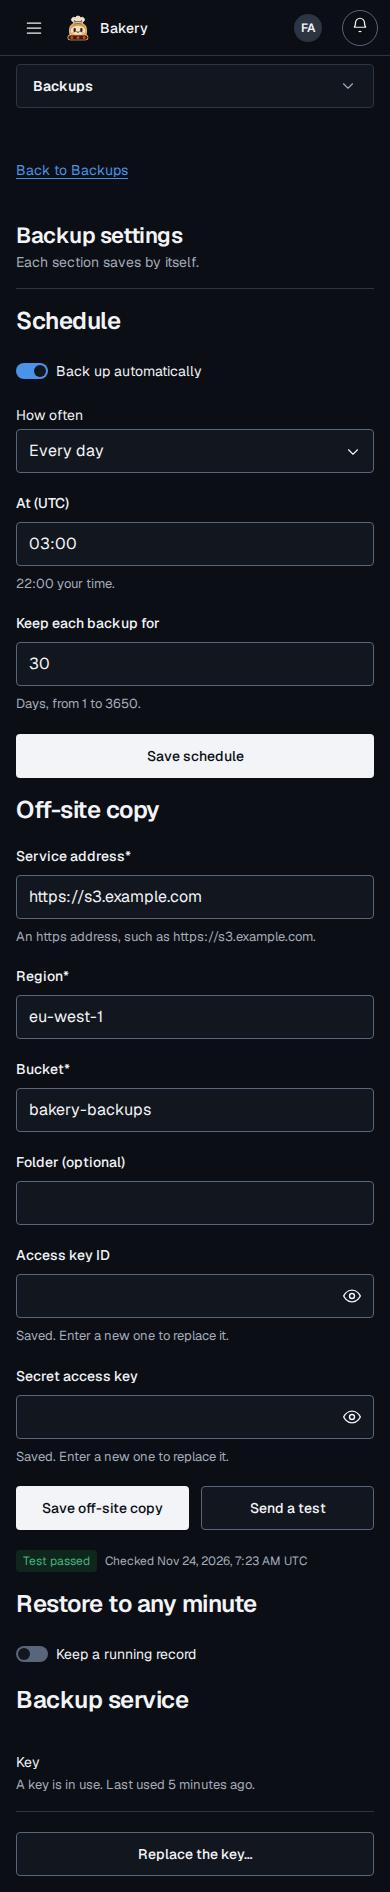 Bakery
FA
Backups
Back to Backups
Backup settings
Each section saves by itself.
Schedule
Back up automatically
How often
Every day
At (UTC)
03:00
22:00 your time.
Keep each backup for
30
Days, from 1 to 3650.
Save schedule
Off-site copy
Service address*
https://s3.example.com
An https address, such as https://s3.example.com.
Region*
eu-west-1
Bucket*
bakery-backups
Folder (optional)
Access key ID
Saved. Enter a new one to replace it.
Secret access key
Saved. Enter a new one to replace it.
Save off-site copy
Send a test
Test passed
Checked Nov 24, 2026, 7:23 AM UTC
Restore to any minute
Keep a running record
Backup service
Key
A key is in use. Last used 5 minutes ago.
Replace the key...